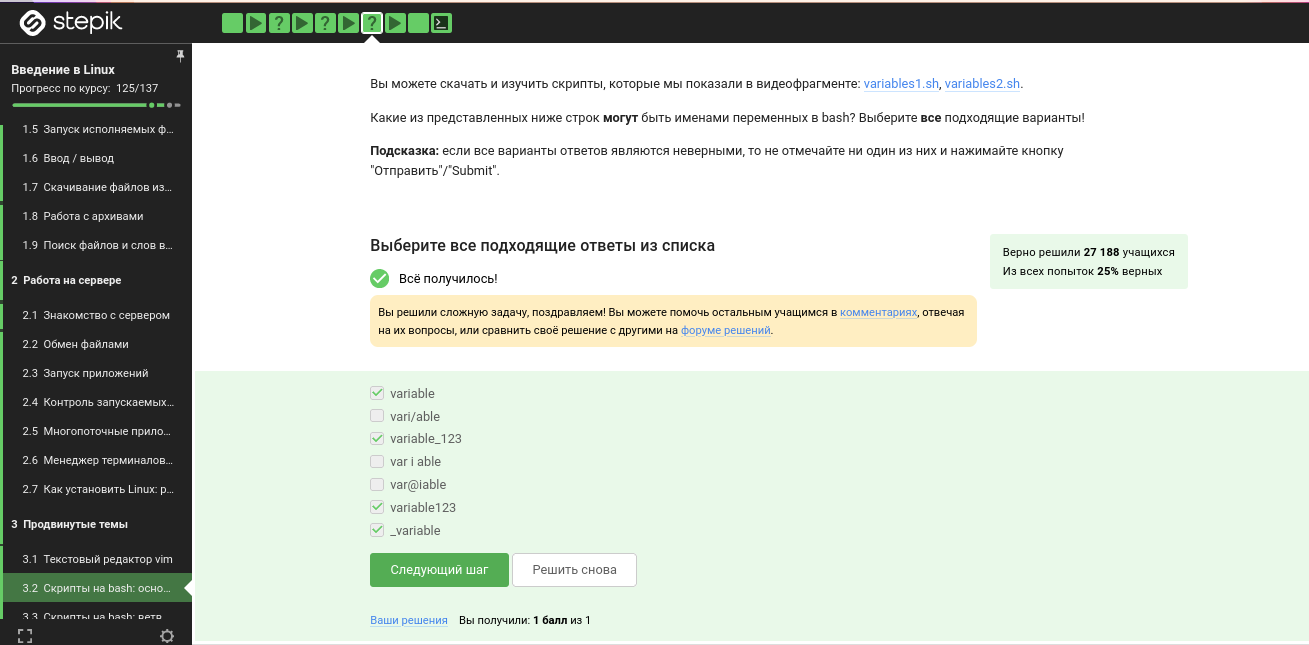 stepik
Введение в Linux
Прогресс по курсу: 125/137
1.5 Запуск исполняемых ф...
1.6 Ввод / вывод
1.7 Скачивание файлов из...
1.8 Работа с архивами
1.9 Поиск файлов и слов в...
2 Работа на сервере
2.1 Знакомство с сервером
2.2 Обмен файлами
2.3 Запуск приложений
2.4 Контроль запускаемых...
2.5 Многопоточные прило...
2.6 Менеджер терминалов...
2.7 Как установить Linux: р...
3 Продвинутые темы
3.1 Текстовый редактор vim
3.2 Скрипты на bash: осно...
3.3 Скрипты на bash: ветв...
Вы можете скачать и изучить скрипты, которые мы показали в видеофрагменте: variables1.sh, variables2.sh.
Какие из представленных ниже строк могут быть именами переменных в bash? Выберите все подходящие варианты!
Подсказка: если все варианты ответов являются неверными, то не отмечайте ни один из них и нажимайте кнопку
"Отправить"/"Submit".
Выберите все подходящие ответы из списка
Верно решили 27 188 учащихся
Из всех попыток 25% верных
Всё получилось!
Вы решили сложную задачу, поздравляем! Вы можете помочь остальным учащимся в комментариях, отвечая
на их вопросы, или сравнить своё решение с другими на форуме решений.
variable
vari/able
variable_123
var i able
var@iable
variable123
_variable
Следующий шаг
Решить снова
Ваши решения Вы получили: 1 балл из 1